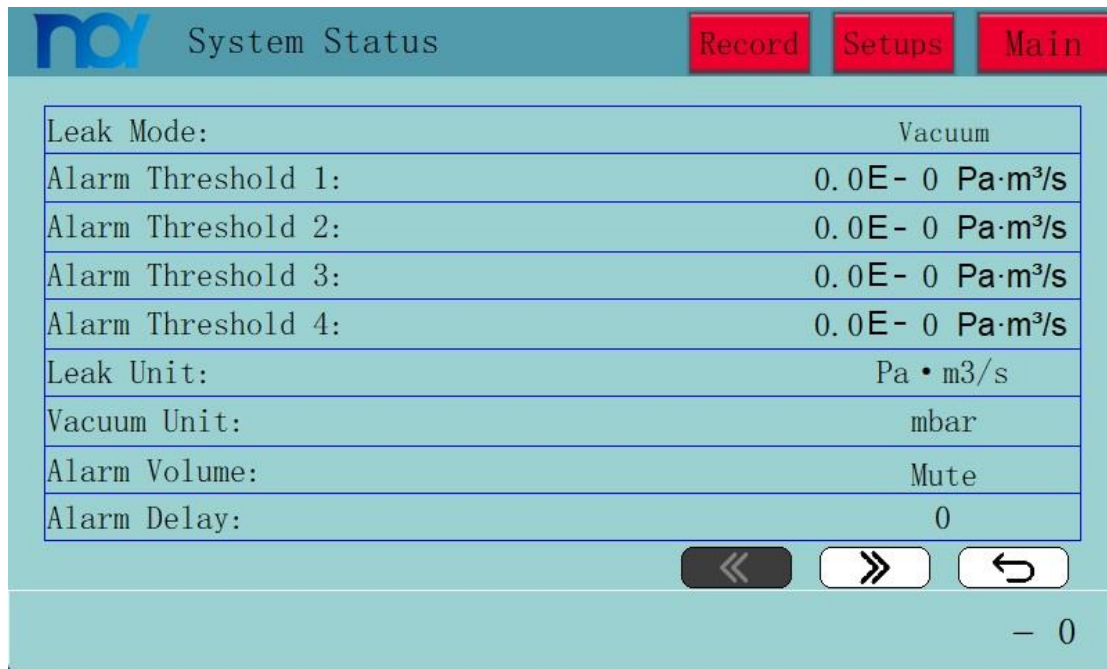 noy
System Status
Record
Setups
Main
Leak Mode: Vacuum
Alarm Threshold 1: 0.0E- 0 Pa·m³/s
Alarm Threshold 2: 0.0E- 0 Pa·m³/s
Alarm Threshold 3: 0.0E- 0 Pa·m³/s
Alarm Threshold 4: 0.0E- 0 Pa·m³/s
Leak Unit: Pa·m3/s
Vacuum Unit: mbar
Alarm Volume: Mute
Alarm Delay: 0
- 0